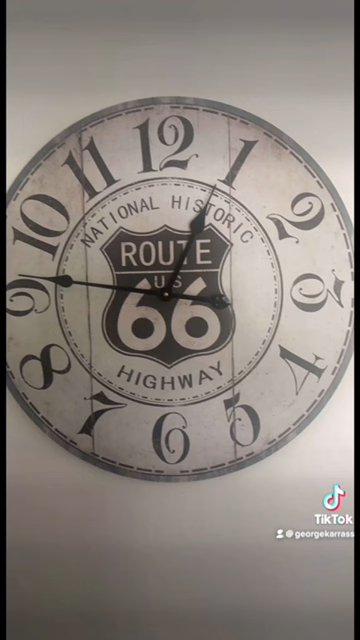 12
1
2
3
4
5
6
7
8
9
10
11
NATIONAL HISTORIC
ROUTE
US
66
HIGHWAY
TikTok
@georgekarrass